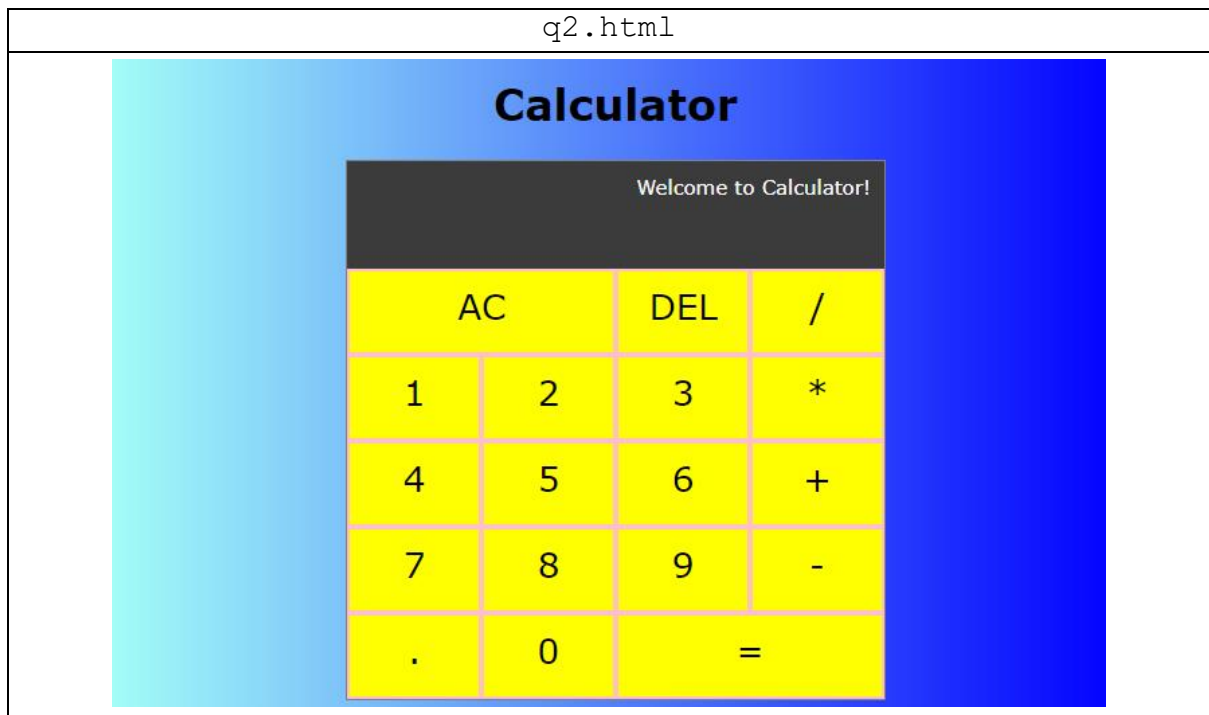 q2.html
Calculator
Welcome to Calculator!
AC DEL /
1 2 3 *
4 5 6 +
7 8 9 -
. 0 =